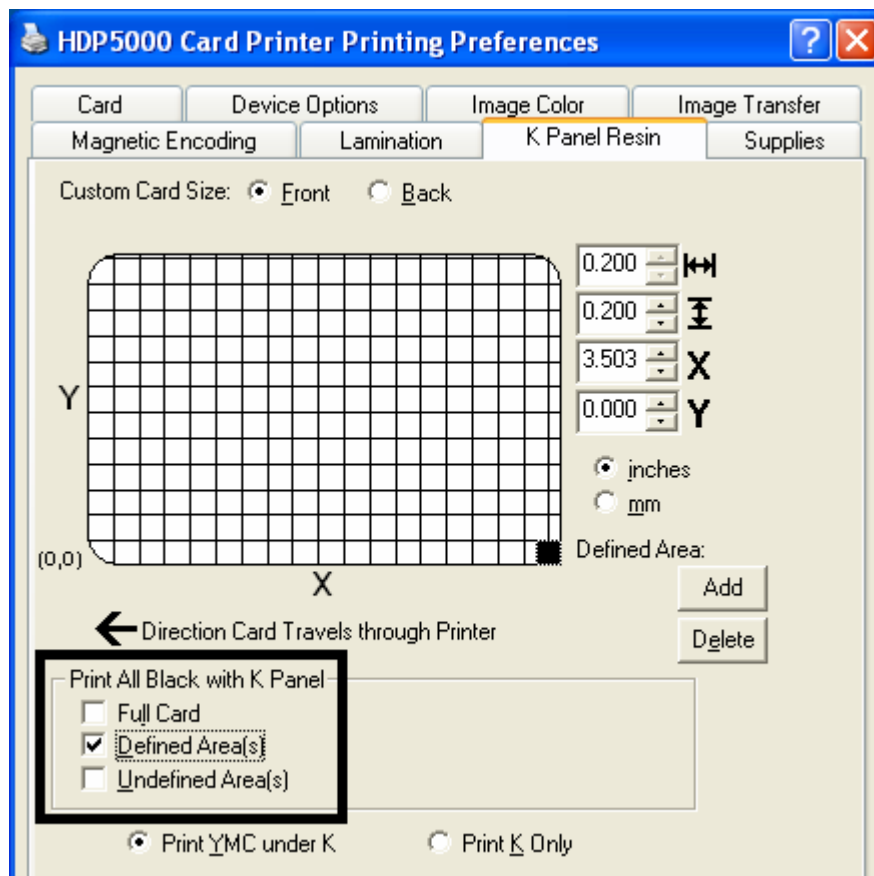 HDP5000 Card Printer Printing Preferences
Card Device Options Image Color Image Transfer
Magnetic Encoding Lamination K Panel Resin Supplies
Custom Card Size: Front Back
0.200
0.200
3.503 X
Y 0.000 Y
inches
mm
(0,0) Defined Area:
X Add
Direction Card Travels through Printer Delete
Print All Black with K Panel
Full Card
Defined Area(s)
Undefined Area(s)
Print YMC under K Print K Only